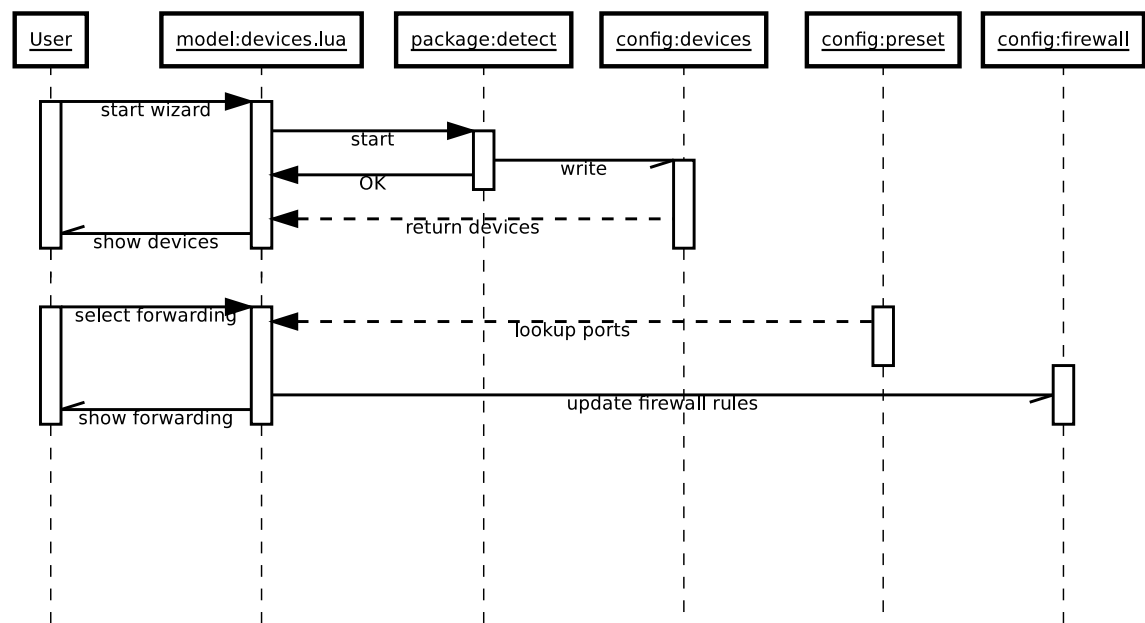 User
model:devices.lua
package:detect
config:devices
config:preset
config:firewall
start wizard
start
write
OK
return devices
show devices
select forwarding
lookup ports
update firewall rules
show forwarding